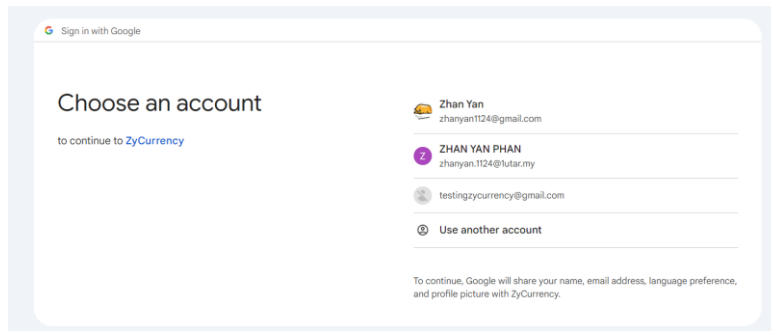 Sign in with Google
Choose an account
to continue to ZyCurrency
Zhan Yan
zhanyan1124@gmail.com
Z
ZHAN YAN PHAN
zhanyan.1124@1utar.my
testingzycurrency@gmail.com
Use another account
To continue, Google will share your name, email address, language preference,
and profile picture with ZyCurrency.